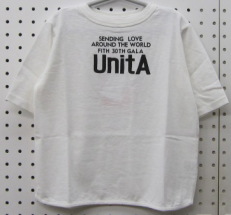 SENDING LOVE
AROUND THE WORLD
FITH 30TH GALA
UnitA